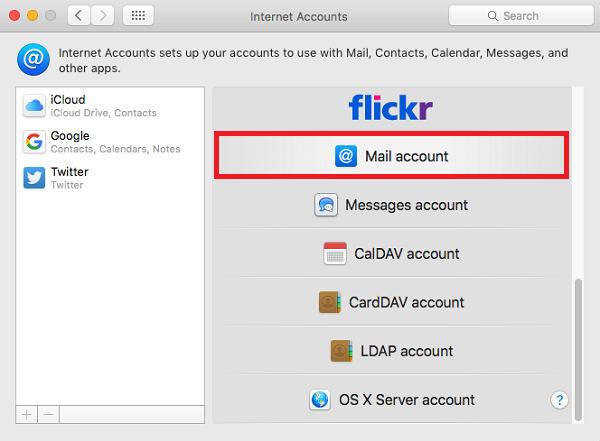 Internet Accounts
Search
Internet Accounts sets up your accounts to use with Mail, Contacts, Calendar, Messages, and
other apps.
iCloud
iCloud Drive, Contacts
Google
Contacts, Calendars, Notes
Twitter
Twitter
flickr
Mail account
Messages account
CalDAV account
CardDAV account
LDAP account
OS X Server account
?